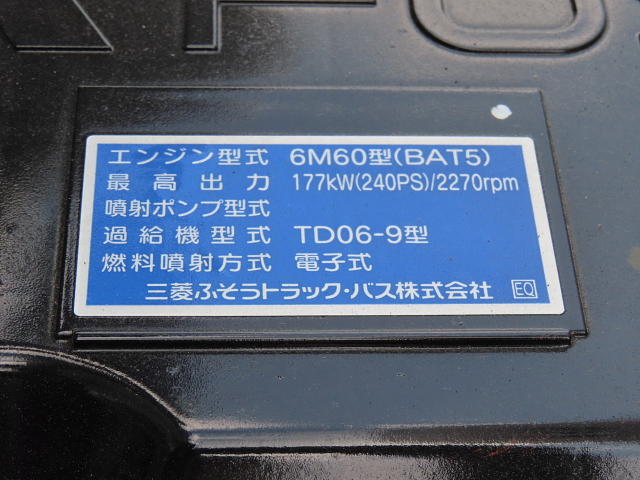 エンジン型式 6M60型(BAT5)
最高出力 177kW(240PS)/2270rpm
噴射ポンプ型式
過給機型式 TD06-9型
燃料噴射方式 電子式
三菱ふそうトラック・バス株式会社 EQ